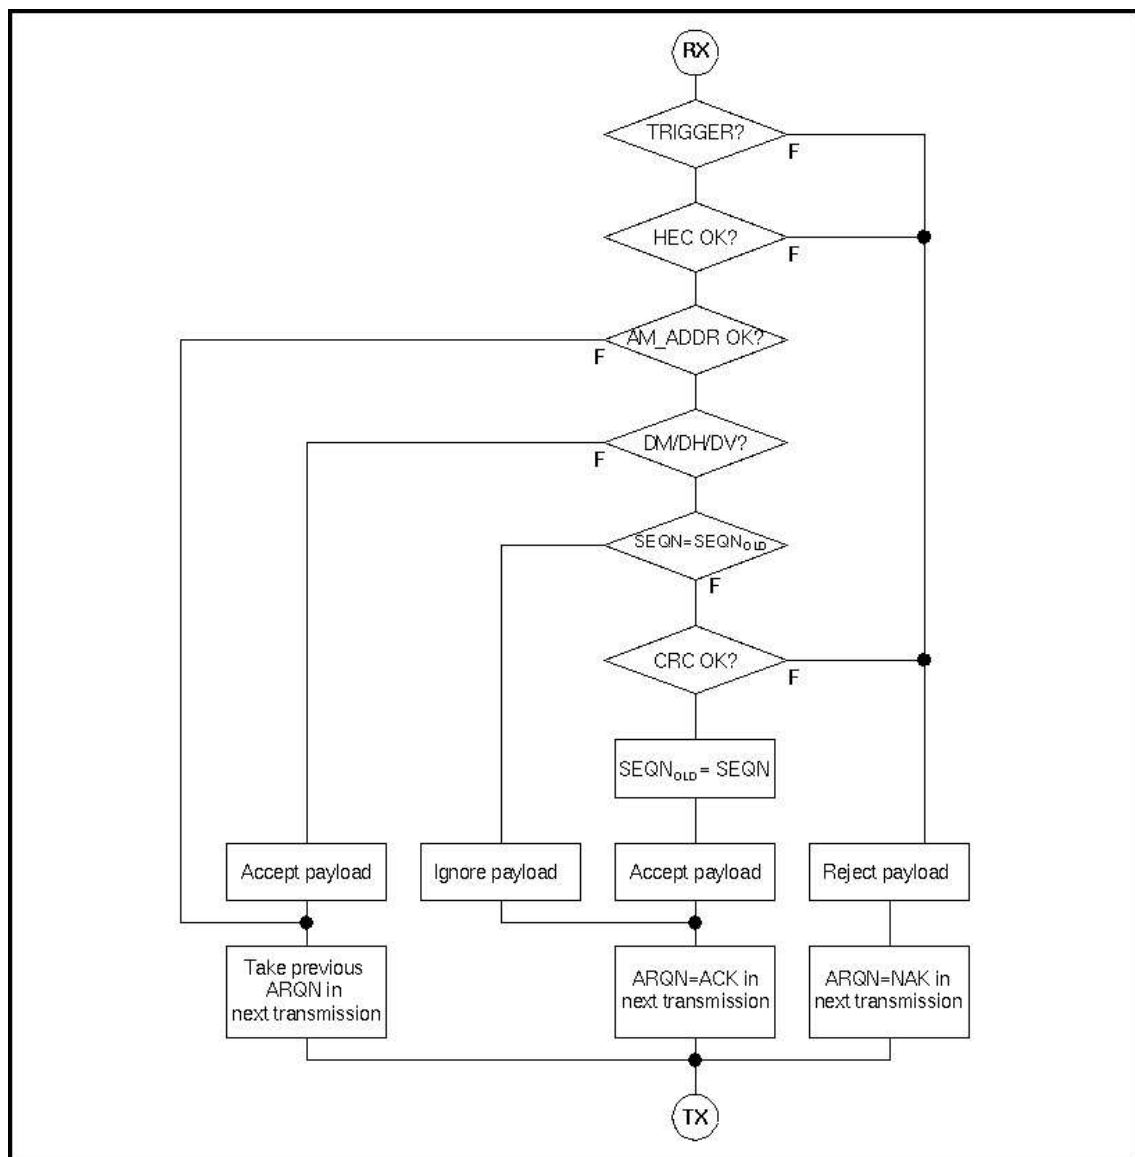 RX
TRIGGER?
F
HEC OK?
F
AM_ADDR OK?
F
DM/DH/DV?
F
SEQN=SEQNOLD
F
CRC OK?
F
SEQNOLD= SEQN
Accept payload
Ignore payload
Accept payload
Reject payload
Take previous
ARQN in
next transmission
ARQN=ACK in
next transmission
ARQN=NAK in
next transmission
TX